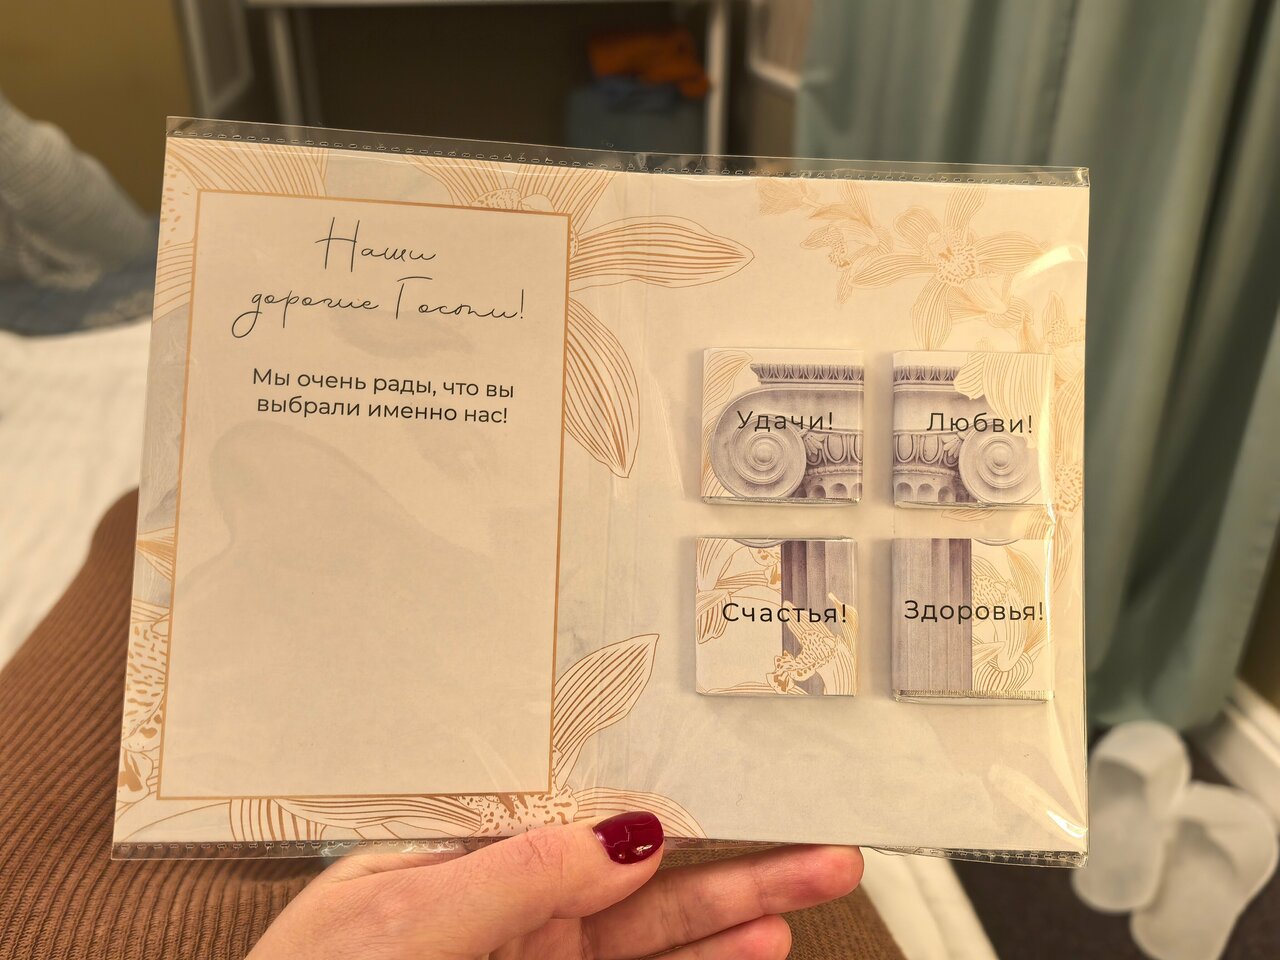 Наши
дорогие Гости!
Мы очень рады, что вы
выбрали именно нас!
Удачи!
Любви!
Счастья!
Здоровья!